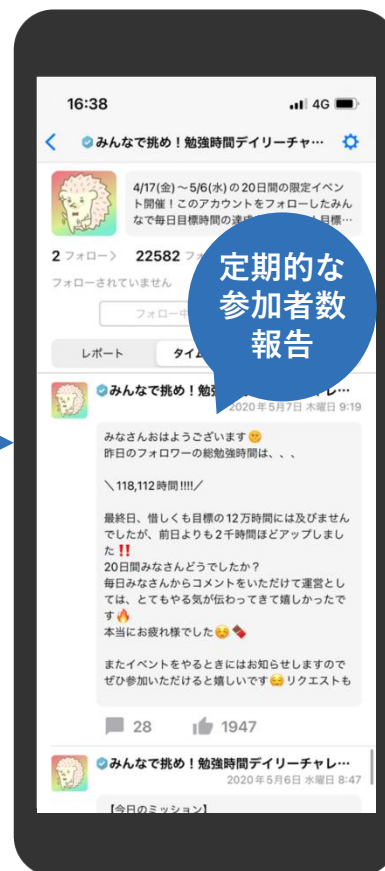 16:38
4G
みんなで挑め！勉強時間デイリーチャ…
4/17(金)～5/6(水)の20日間の限定イベン
ト開催！このアカウントをフォローしたみん
なで毎日目標時間の達成
目標…
2 フォロー＞ 22582 フ
フォローされていません
フォロー中
レポート
タイム
定期的な
参加者数
報告
みんなで挑め！勉強
レ…
2020年5月7日 木曜日 9:19
みなさんおはようございます😊
昨日のフォロワーの総勉強時間は、、、
＼118,112時間!!!!／
最終日、惜しくも目標の12万時間には及びません
でしたが、前日よりも2千時間ほどアップしまし
た‼️
20日間みなさんどうでしたか？
毎日みなさんからコメントをいただけて運営とし
ては、とてもやる気が伝わってきて嬉しかったで
す🔥
本当にお疲れ様でした☺️🍫
またイベントをやるときにはお知らせしますので
ぜひ参加いただけると嬉しいです😄リクエストも
28 1947
みんなで挑め！勉強時間デイリーチャレ…
2020年5月6日 水曜日 8:47
【今日のミッション】